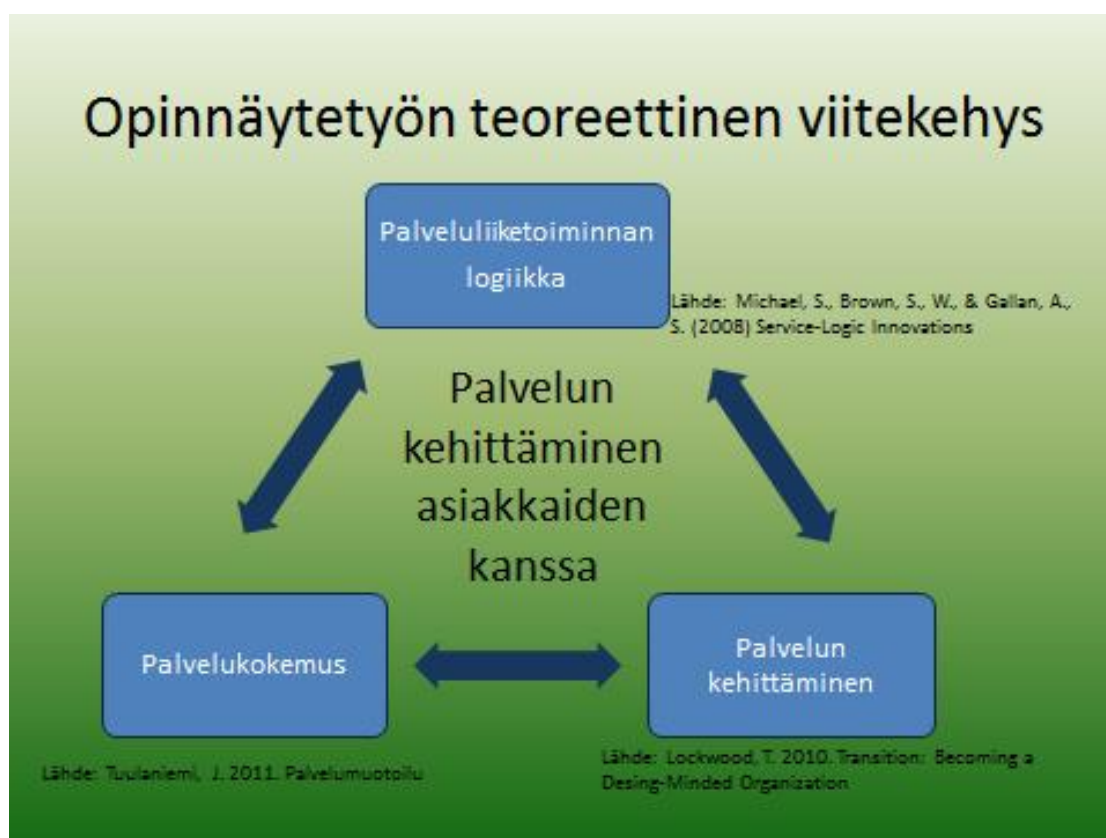 Opinnäytetyön teoreettinen viitekehys
Palveluliiketoiminnan
logiikka
Lähde: Michael, S., Brown, S., W., & Gallan, A.,
S. (2008) Service-Logic Innovations
Palvelun
kehittäminen
asiakkaiden
kanssa
Palvelukokemus
Palvelun
kehittäminen
Lähde: Tuulaniemi, J. 2011. Palvelumuotoilu
Lähde: Lockwood, T. 2010. Transition: Becoming a
Desing-Minded Organization